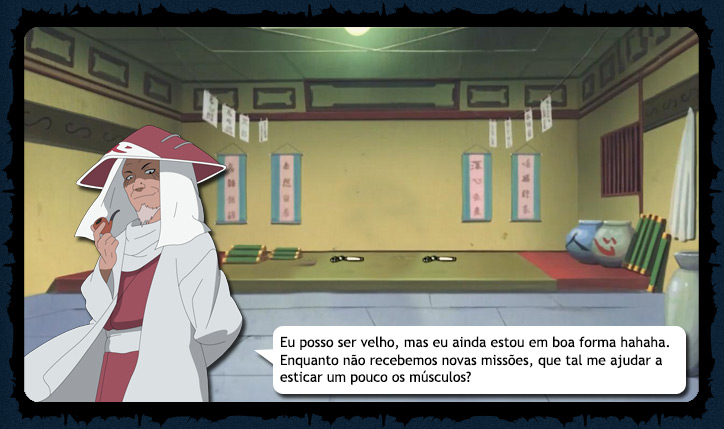 Eu posso ser velho, mas eu ainda estou em boa forma hahaha.
Enquanto não recebemos novas missões, que tal me ajudar a
esticar um pouco os músculos?